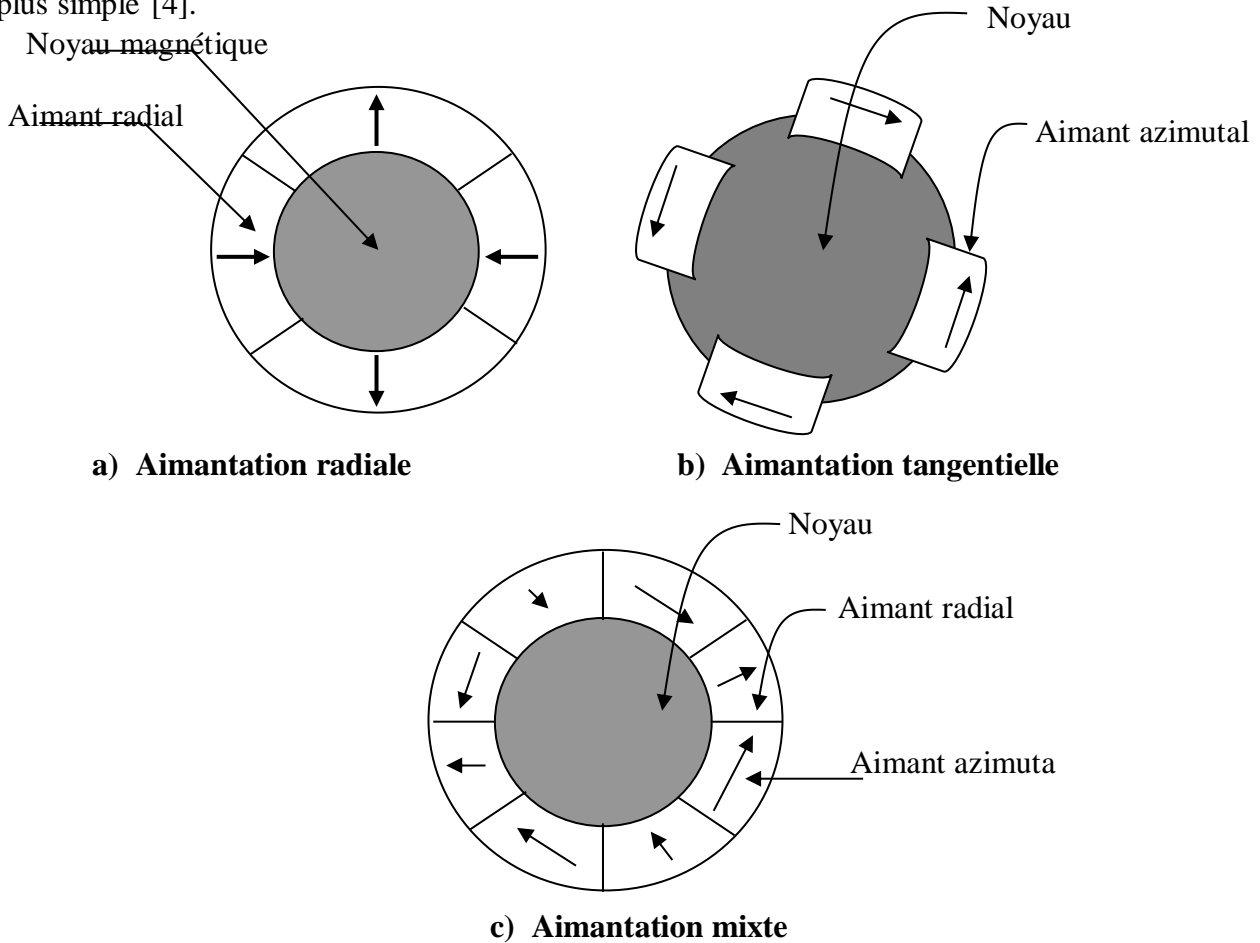 plus simple [4].
Noyau magnétique
Aimant radial
Noyau
Aimant azimutal
a) Aimantation radiale
b) Aimantation tangentielle
Noyau
Aimant radial
Aimant azimuta
c) Aimantation mixte